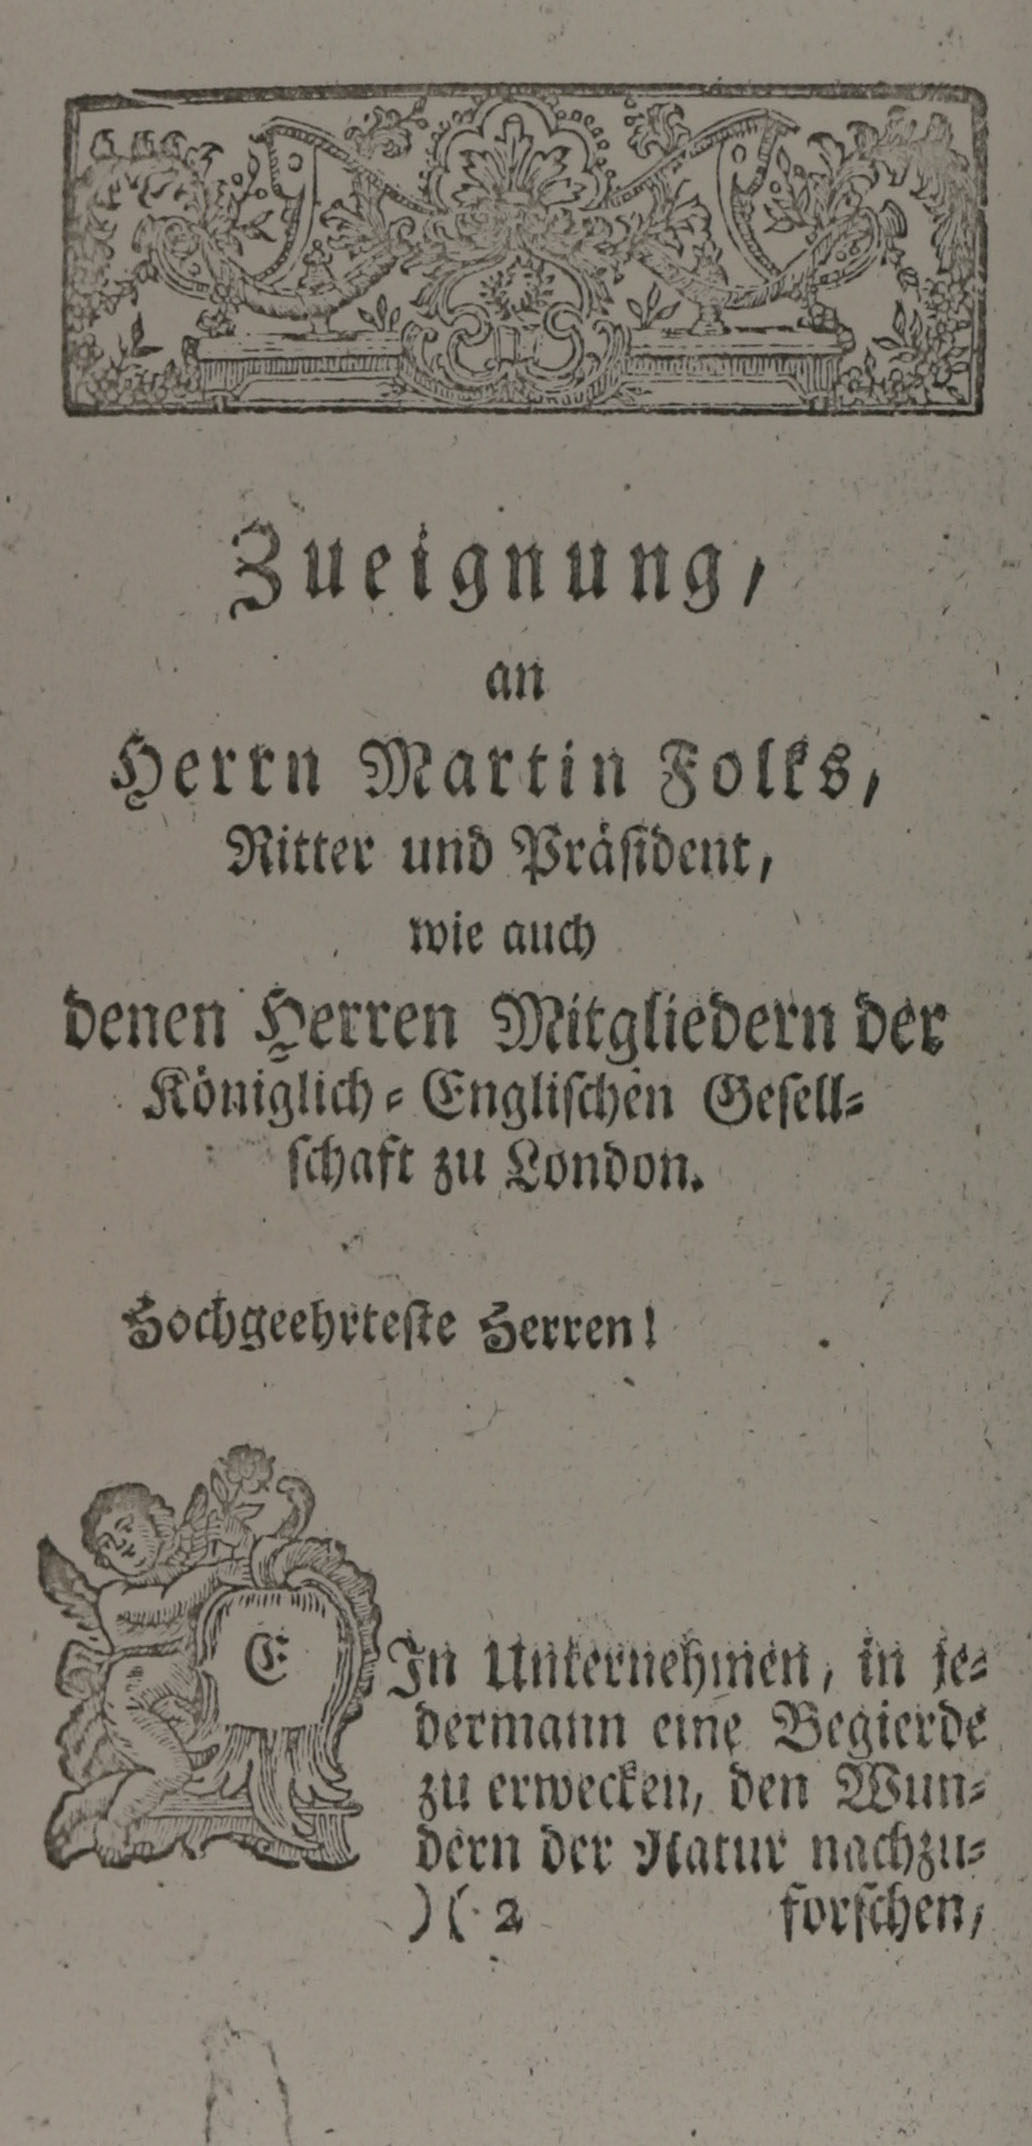 Zueignung,
an
Herrn Martin Folks,
Ritter und Präsident,
wie auch
denen Herren Mitgliedern der
Königlich-Englischen Gesell-
schaft zu London.
Hochgeehrteste Herren!
EIn Unternehmen, in je-
dermann eine Begierde
zu erwecken, den Wun-
dern der Natur nachzu-
)( 2 forschen,